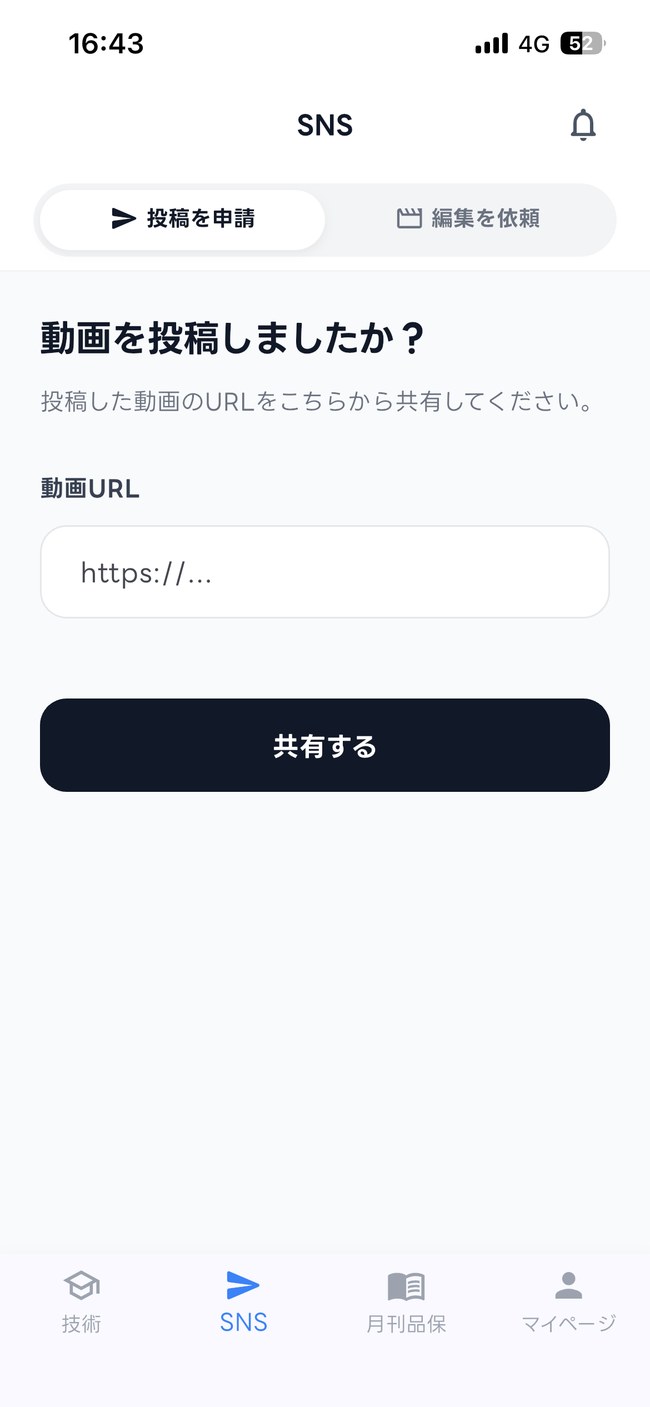 16:43 4G 52
SNS
投稿を申請 編集を依頼
動画を投稿しましたか？
投稿した動画のURLをこちらから共有してください。
動画URL
https://...
共有する
技術 SNS 月刊品保 マイページ